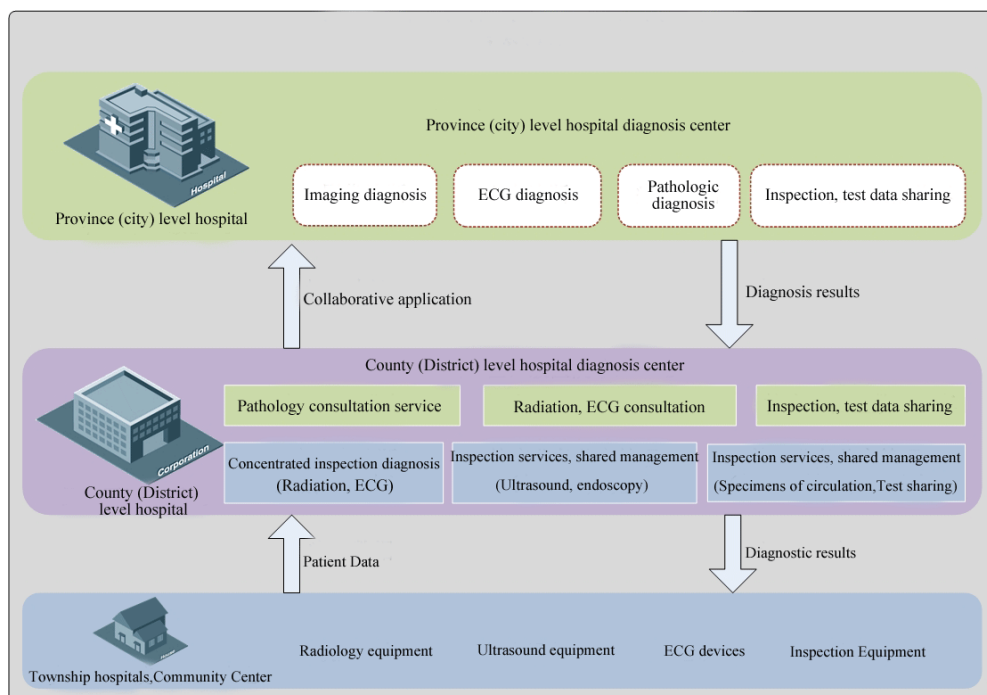 Province (city) level hospital diagnosis center
Hospital
Province (city) level hospital
Imaging diagnosis
ECG diagnosis
Pathologic
diagnosis
Inspection, test data sharing
Collaborative application
Diagnosis results
County (District) level hospital diagnosis center
Corporation
County (District)
level hospital
Pathology consultation service
Radiation, ECG consultation
Inspection, test data sharing
Concentrated inspection diagnosis
(Radiation, ECG)
Inspection services, shared management
(Ultrasound, endoscopy)
Inspection services, shared management
(Specimens of circulation,Test sharing)
Patient Data
Diagnostic results
Township hospitals,Community Center
Radiology equipment
Ultrasound equipment
ECG devices
Inspection Equipment